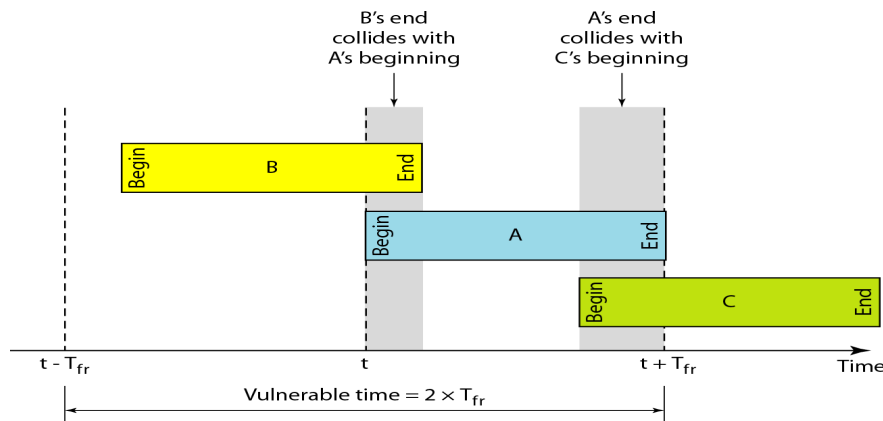 B's end
collides with
A's beginning
A's end
collides with
C's beginning
Begin
B
End
Begin
A
End
Begin
C
End
t - Tfr
t
t + Tfr
Time
Vulnerable time = 2 × Tfr